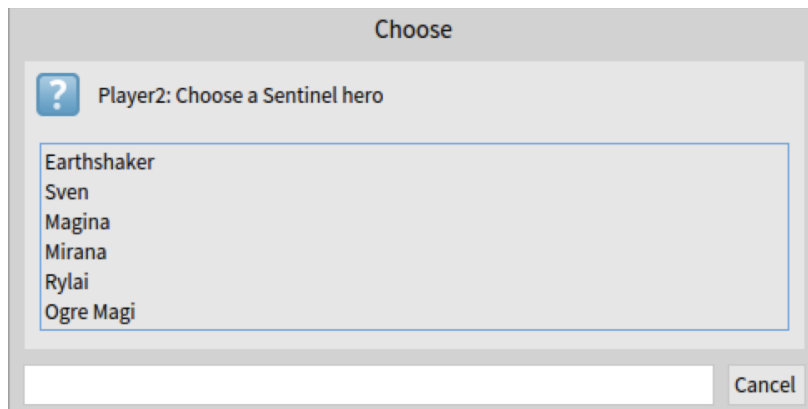 Choose
Player2: Choose a Sentinel hero
Earthshaker
Sven
Magina
Mirana
Rylai
Ogre Magi
Cancel